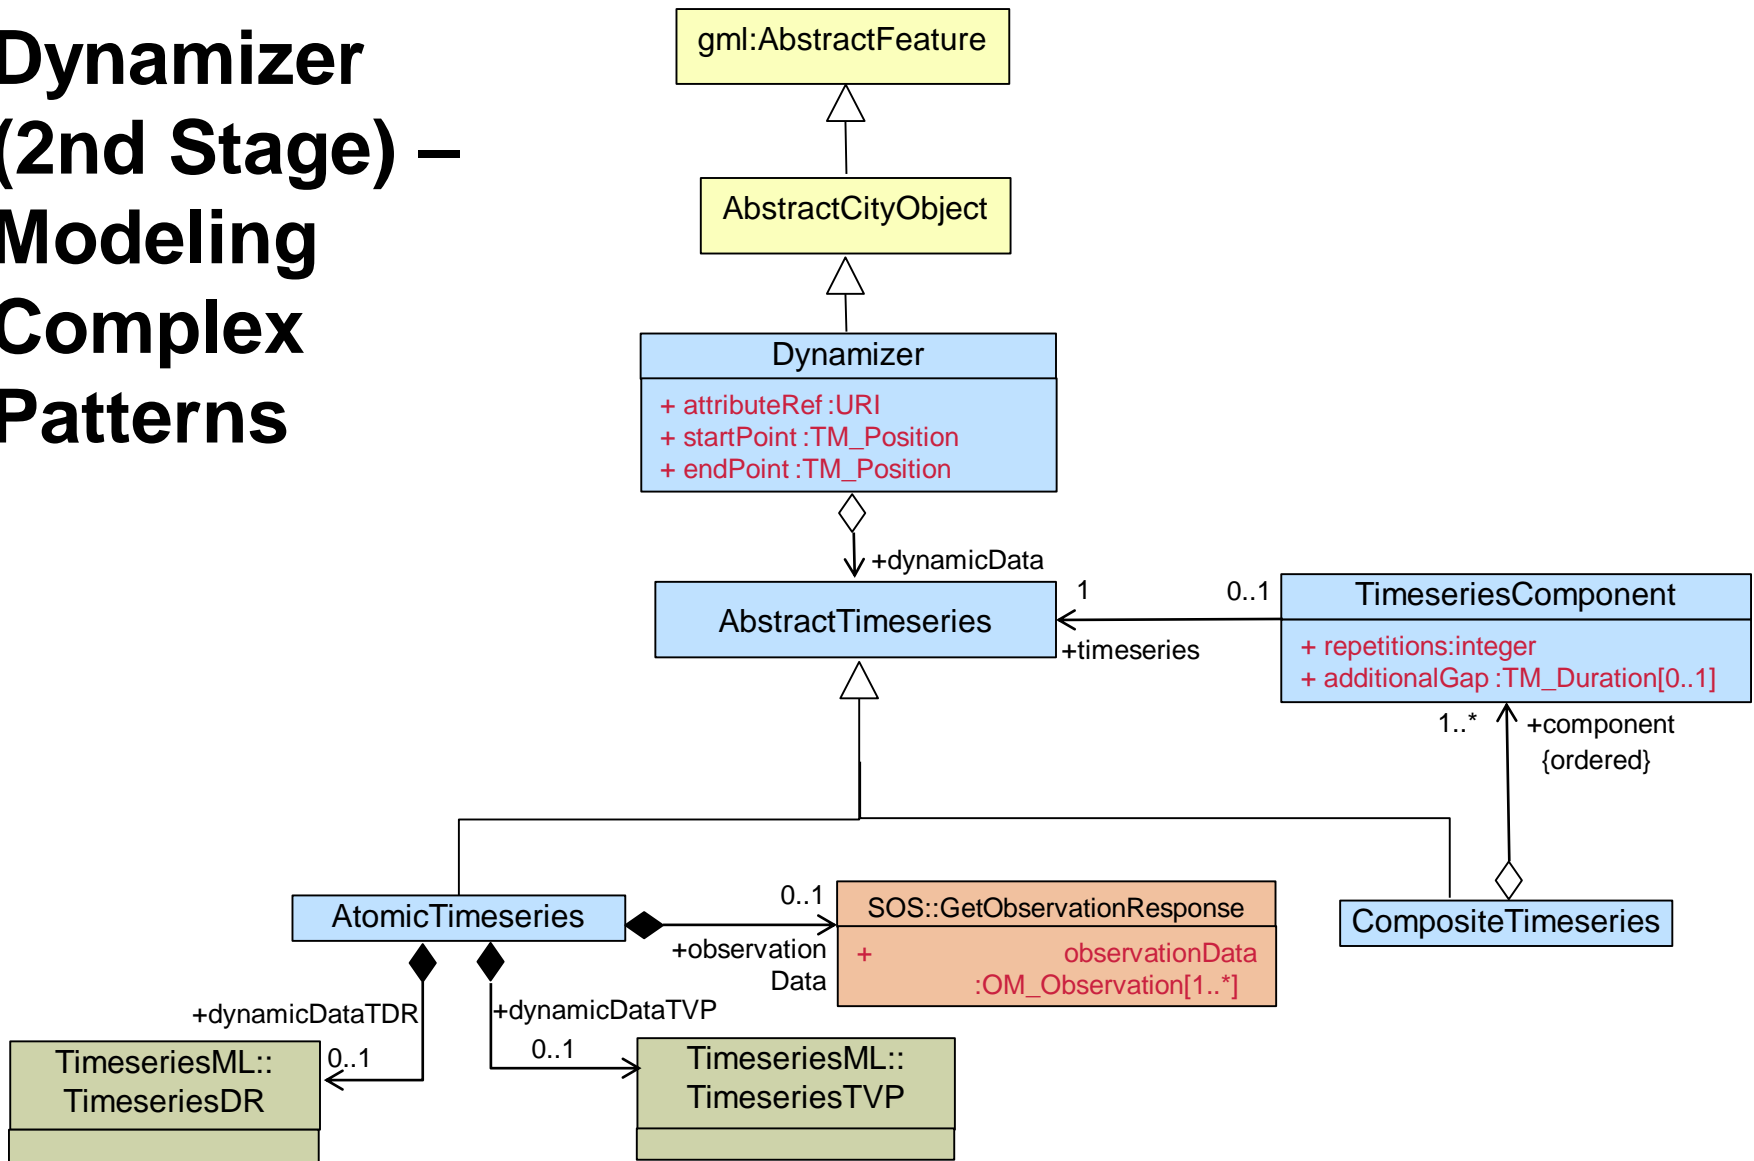 Dynamizer
(2nd Stage) –
Modeling
Complex
Patterns
gml:AbstractFeature
AbstractCityObject
Dynamizer
+ attributeRef :URI
+ startPoint :TM_Position
+ endPoint :TM_Position
+dynamicData
AbstractTimeseries
1
0..1
+timeseries
TimeseriesComponent
+ repetitions:integer
+ additionalGap :TM_Duration[0..1]
1..*
+component
{ordered}
AtomicTimeseries
0..1
+observation
Data
SOS::GetObservationResponse
+ observationData
:OM_Observation[1..*]
CompositeTimeseries
+dynamicDataTDR
0..1
+dynamicDataTVP
0..1
TimeseriesML::
TimeseriesDR
TimeseriesML::
TimeseriesTVP